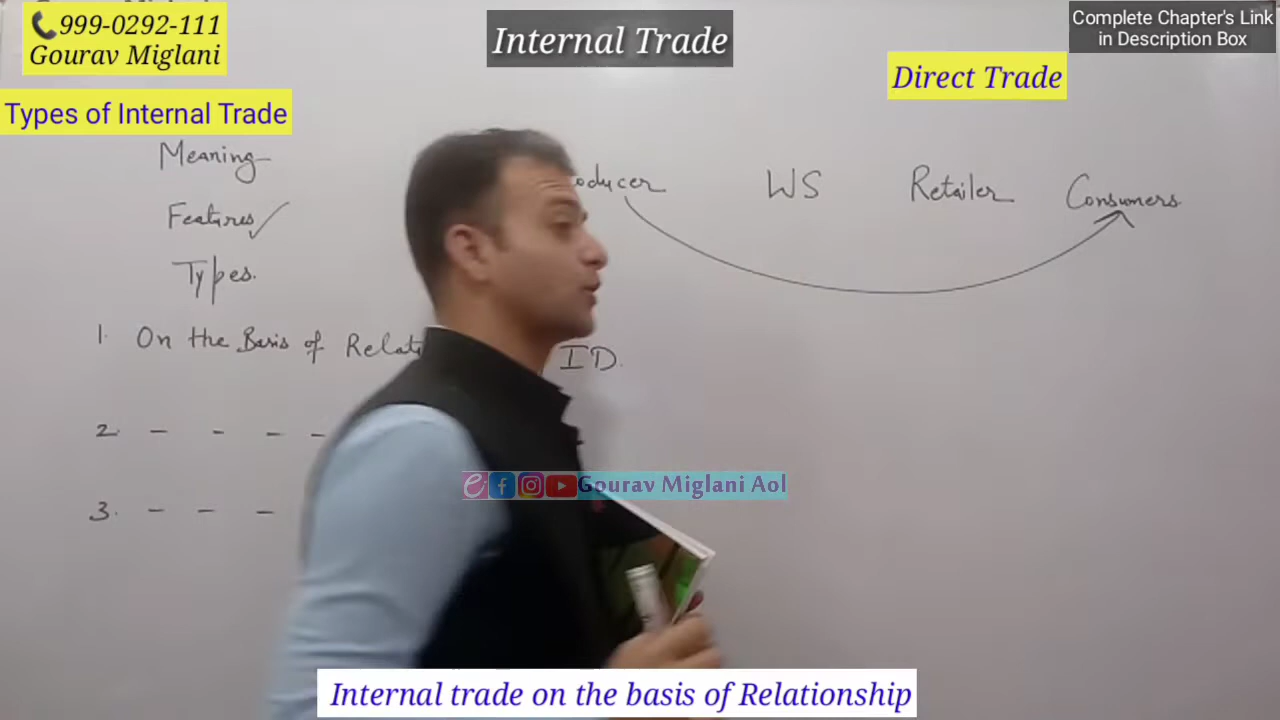 999-0292-111
Gourav Miglani
Internal Trade
Complete Chapter's Link
in Description Box
Direct Trade
Types of Internal Trade
Meaning
oducer WS Retailer Consumers
Features
Types.
1. On the Basis of Relati
ID.
2. - - - -
3. - - -
Gourav Miglani Aol
Internal trade on the basis of Relationship